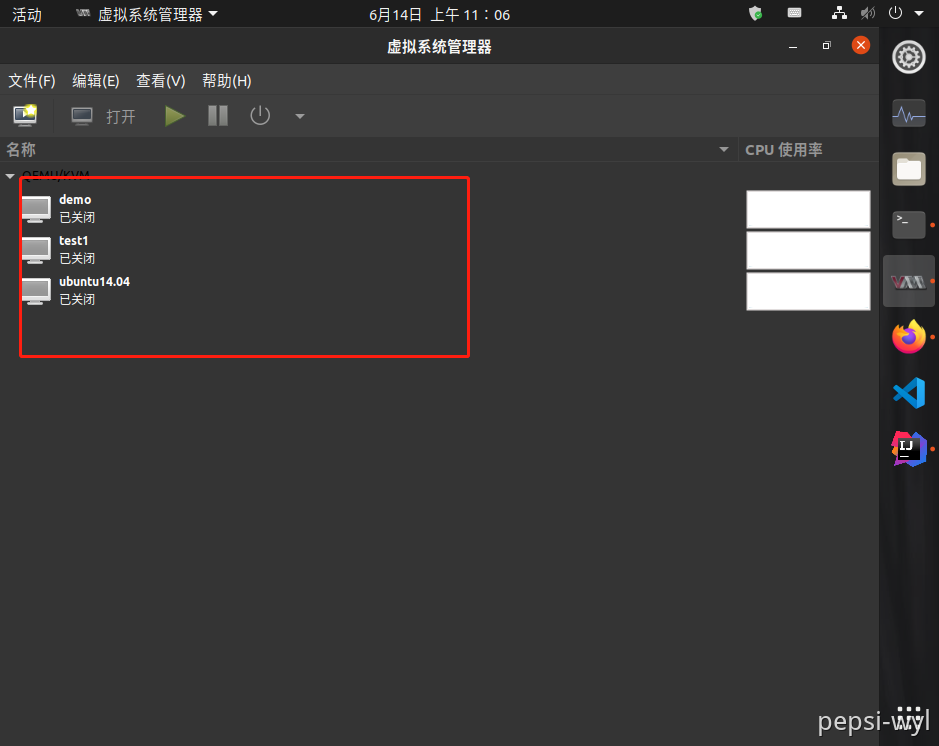 活动 虚拟系统管理器 6月14日 上午 11：06
虚拟系统管理器
文件(F) 编辑(E) 查看(V) 帮助(H)
打开
名称 CPU 使用率
QEMU/KVM
demo
已关闭
test1
已关闭
ubuntu14.04
已关闭
IJ
pepsi-wyl